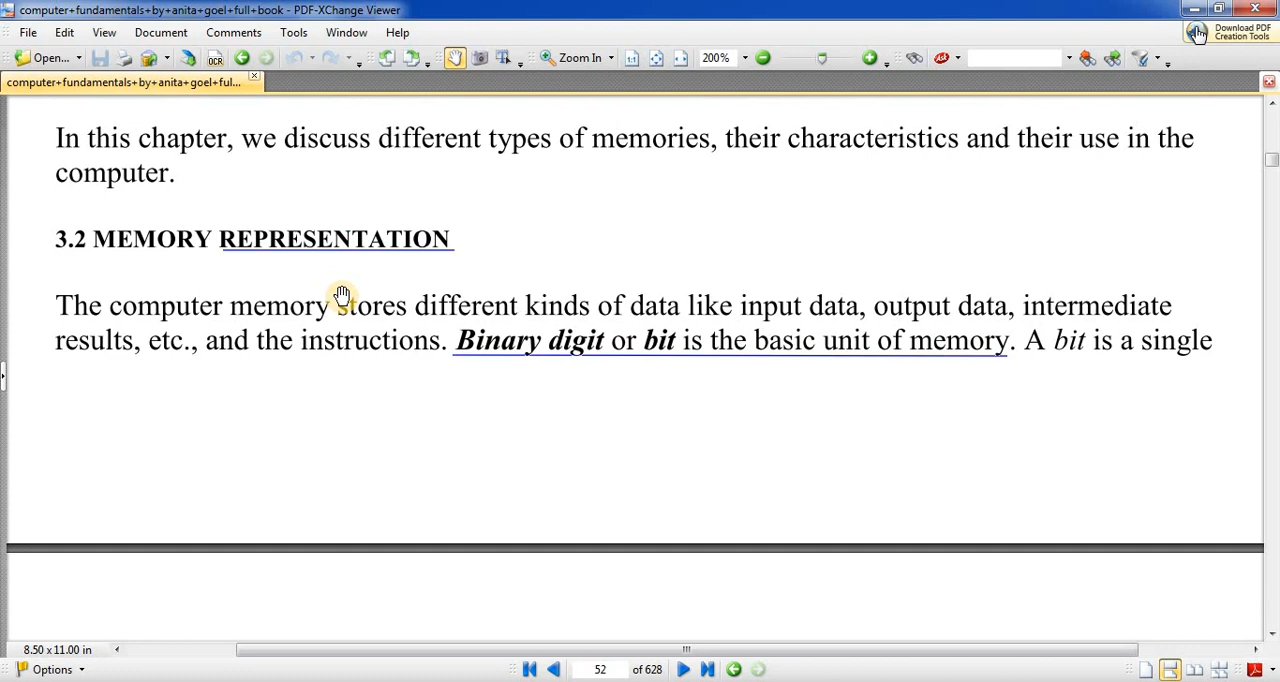 computer+fundamentals+by+anita+goel+full+book - PDF-XChange Viewer
File Edit View Document Comments Tools Window Help
Download PDF
Creation Tools
Open... OCR Zoom In 200%
computer+fundamentals+by+anita+goel+ful...
In this chapter, we discuss different types of memories, their characteristics and their use in the
computer.
3.2 MEMORY REPRESENTATION
The computer memory stores different kinds of data like input data, output data, intermediate
results, etc., and the instructions. Binary digit or bit is the basic unit of memory. A bit is a single
8.50 x 11.00 in
Options 52 of 628